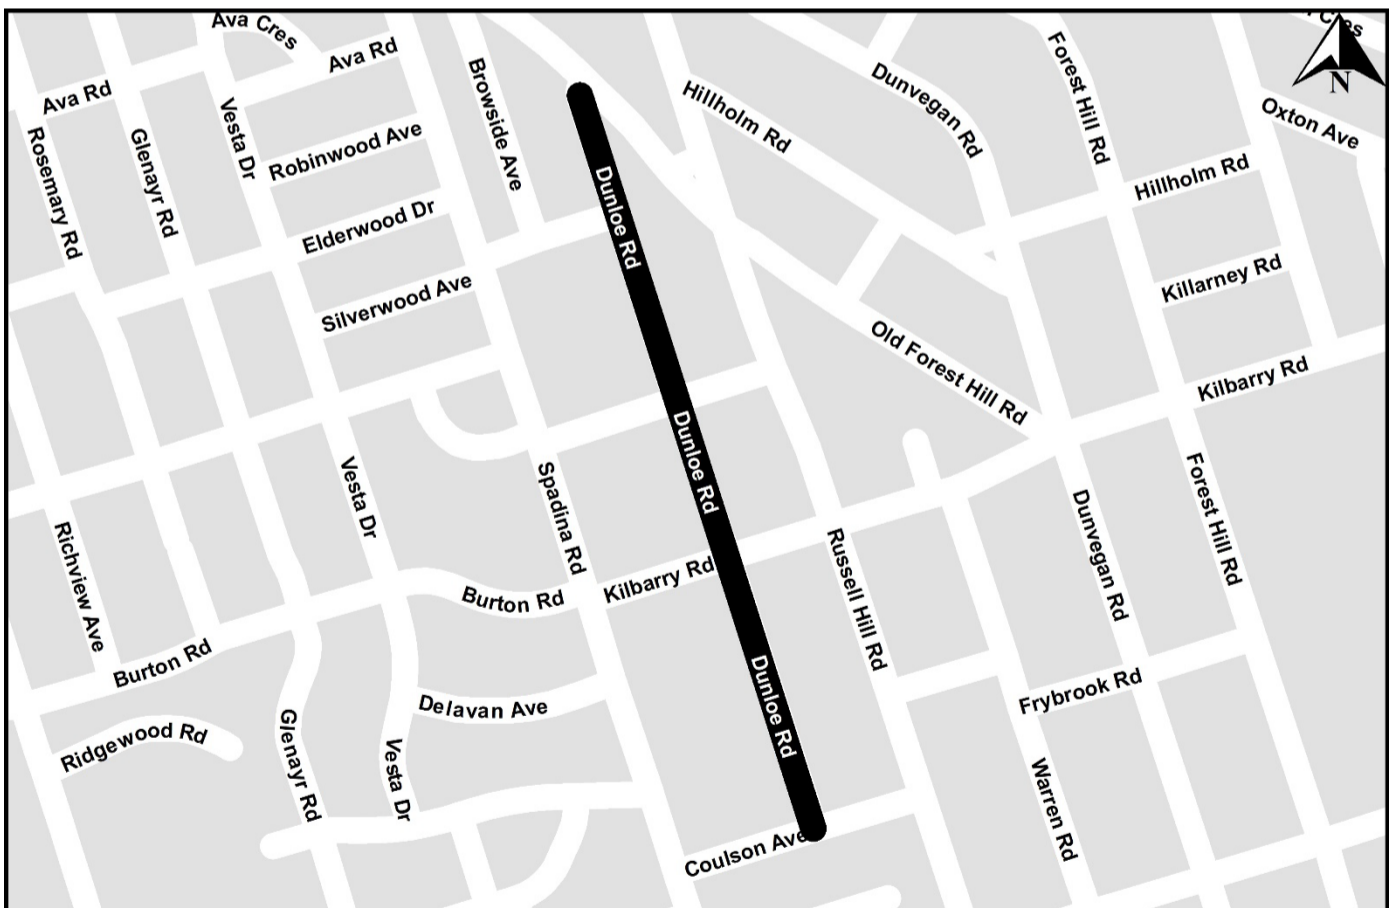 Ava Cres
Cres
Ava Rd
Ava Rd
Browside Ave
Hillholm Rd
Dunvegan Rd
Forest Hill Rd
N
Oxton Ave
Rosemary Rd
Glenayr Rd
Vesta Dr
Robinwood Ave
Dunloe Rd
Hillholm Rd
Elderwood Dr
Silverwood Ave
Killarney Rd
Old Forest Hill Rd
Kilbarry Rd
Dunloe Rd
Vesta Dr
Spadina Rd
Forest Hill Rd
Richview Ave
Burton Rd
Kilbarry Rd
Russell Hill Rd
Dunvegan Rd
Burton Rd
Delavan Ave
Dunloe Rd
Frybrook Rd
Ridgewood Rd
Glenayr Rd
Vesta Dr
Warren Rd
Coulson Ave